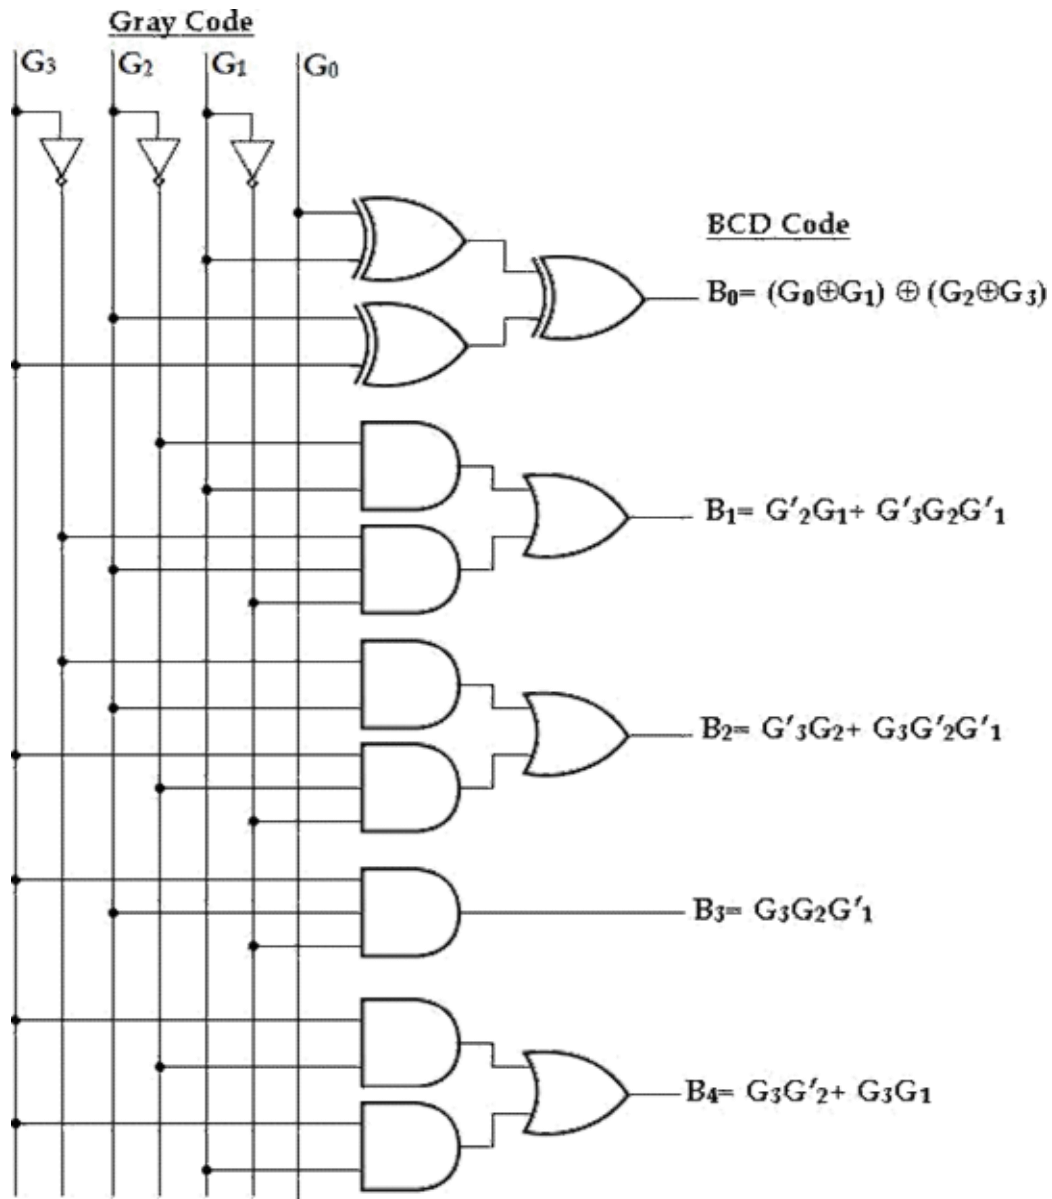 Gray Code
G₃ G₂ G₁ G₀
BCD Code
B₀= (G₀⊕G₁) ⊕ (G₂⊕G₃)
B₁= G′₂G₁+ G′₃G₂G′₁
B₂= G′₃G₂+ G₃G′₂G′₁
B₃= G₃G₂G′₁
B₄= G₃G′₂+ G₃G₁